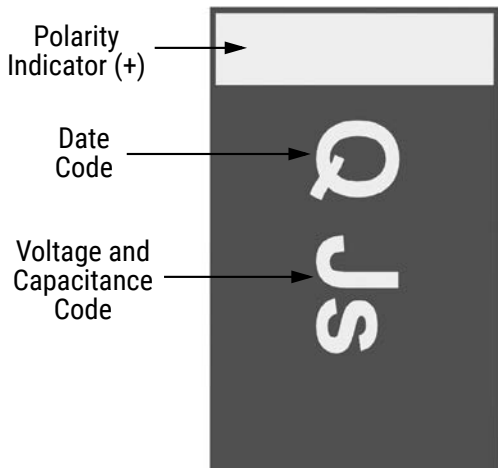 Polarity
Indicator (+)
Date
Code
Voltage and
Capacitance
Code
Q Js